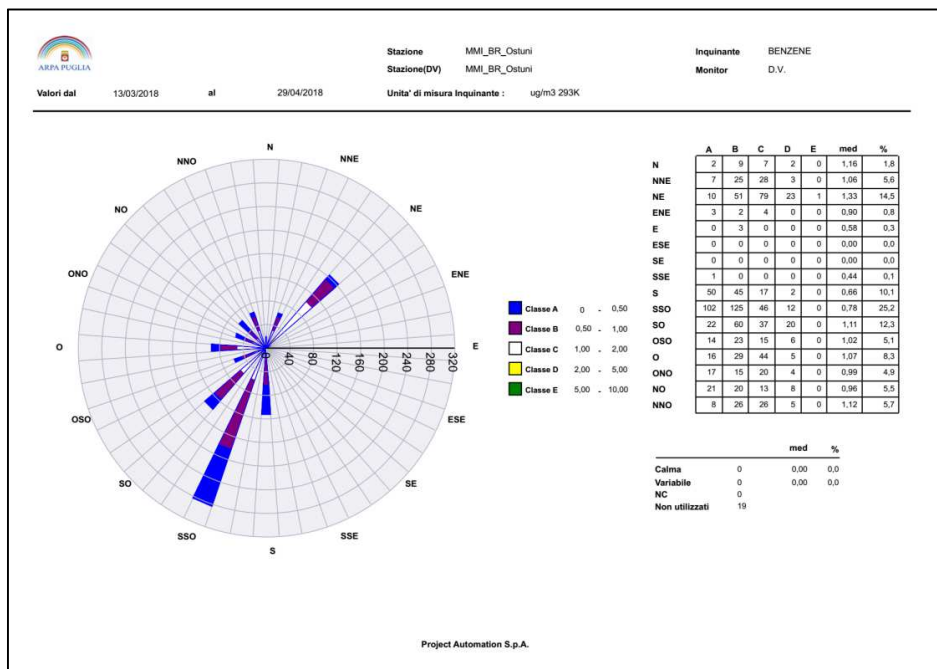 ARPA PUGLIA
Stazione MMI_BR_Ostuni Inquinante BENZENE
Stazione(DV) MMI_BR_Ostuni Monitor D.V.
Valori dal 13/03/2018 al 29/04/2018 Unita' di misura Inquinante : ug/m3 293K
N
NNO NNE
NO NE
ONO ENE
O E
0 40 80 120 160 200 240 280 320
OSO ESE
SO SE
SSO SSE
S
Classe A 0 - 0,50
Classe B 0,50 - 1,00
Classe C 1,00 - 2,00
Classe D 2,00 - 5,00
Classe E 5,00 - 10,00
A B C D E med %
N 2 9 7 2 0 1,16 1,8
NNE 7 25 28 3 0 1,06 5,6
NE 10 51 79 23 1 1,33 14,5
ENE 3 2 4 0 0 0,90 0,8
E 0 3 0 0 0 0,58 0,3
ESE 0 0 0 0 0 0,00 0,0
SE 0 0 0 0 0 0,00 0,0
SSE 1 0 0 0 0 0,44 0,1
S 50 45 17 2 0 0,66 10,1
SSO 102 125 46 12 0 0,78 25,2
SO 22 60 37 20 0 1,11 12,3
OSO 14 23 15 6 0 1,02 5,1
O 16 29 44 5 0 1,07 8,3
ONO 17 15 20 4 0 0,99 4,9
NO 21 20 13 8 0 0,96 5,5
NNO 8 26 26 5 0 1,12 5,7
med %
Calma 0 0,00 0,0
Variabile 0 0,00 0,0
NC 0
Non utilizzati 19
Project Automation S.p.A.